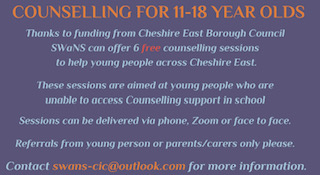 COUNSELLING FOR 11-18 YEAR OLDS
Thanks to funding from Cheshire East Borough Council
SWaNS can offer 6 free counselling sessions
to help young people across Cheshire East.
These sessions are aimed at young people who are
unable to access Counselling support in school
Sessions can be delivered via phone, Zoom or face to face.
Referrals from young person or parents/carers only please.
Contact swans-cic@outlook.com for more information.